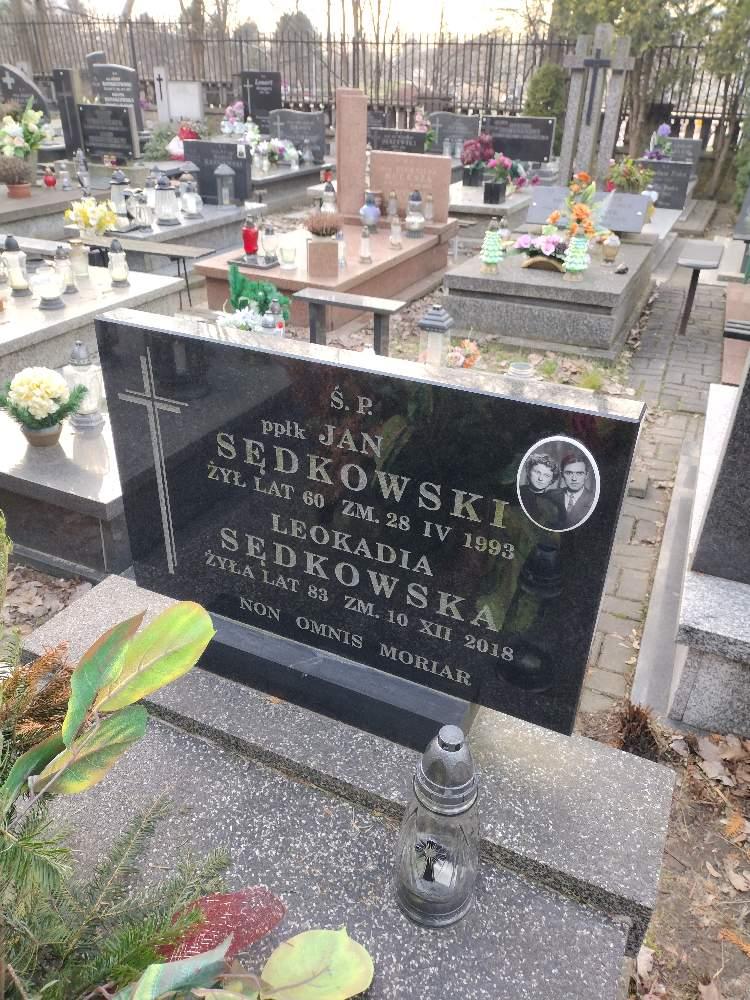 Ś. P.
ppłk JAN
SĘDKOWSKI
ŻYŁ LAT 60 ZM. 28 IV 1993
LEOKADIA
SĘDKOWSKA
ŻYŁA LAT 83 ZM. 10 XII 2018
NON OMNIS MORIAR